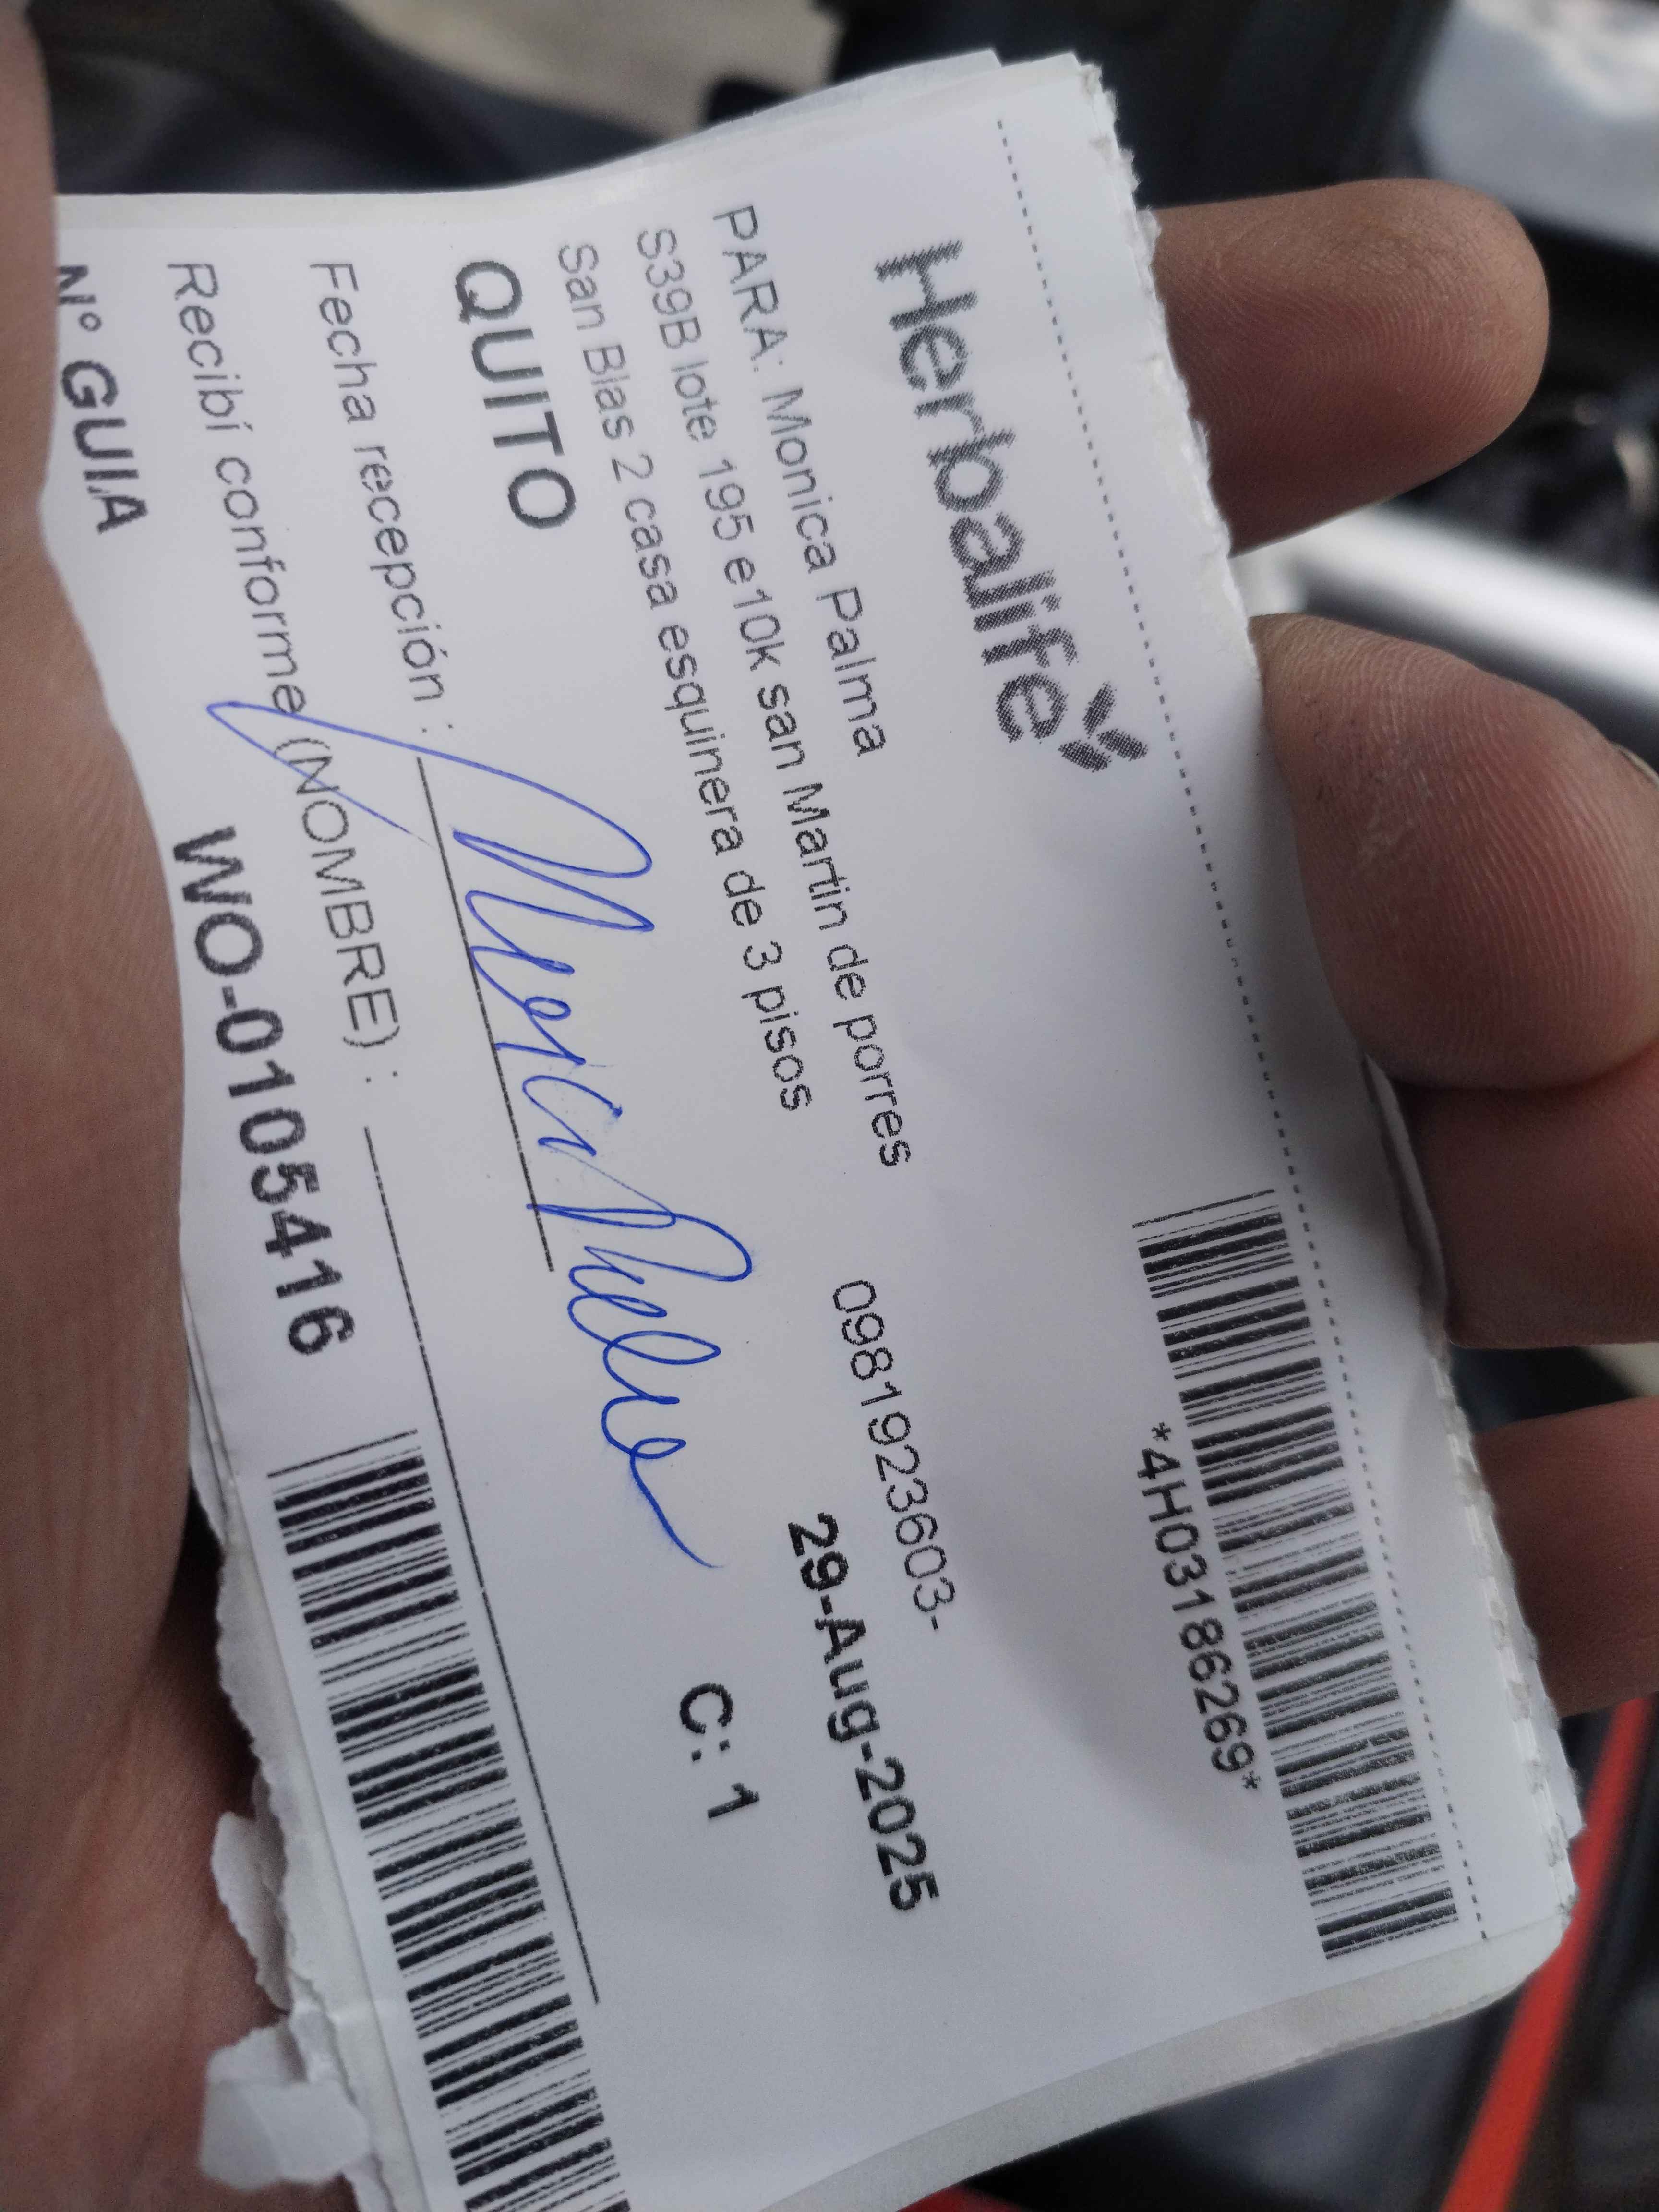 Herbalife
*4H03186269*
PARA: Monica Palma
0981923603-
S39B lote 195 e10k san Martin de porres
San Blas 2 casa esquinera de 3 pisos
29-Aug-2025
QUITO
C: 1
Fecha recepción :
Recibí conforme (NOMBRE) :
N° GUIA
WO-0105416